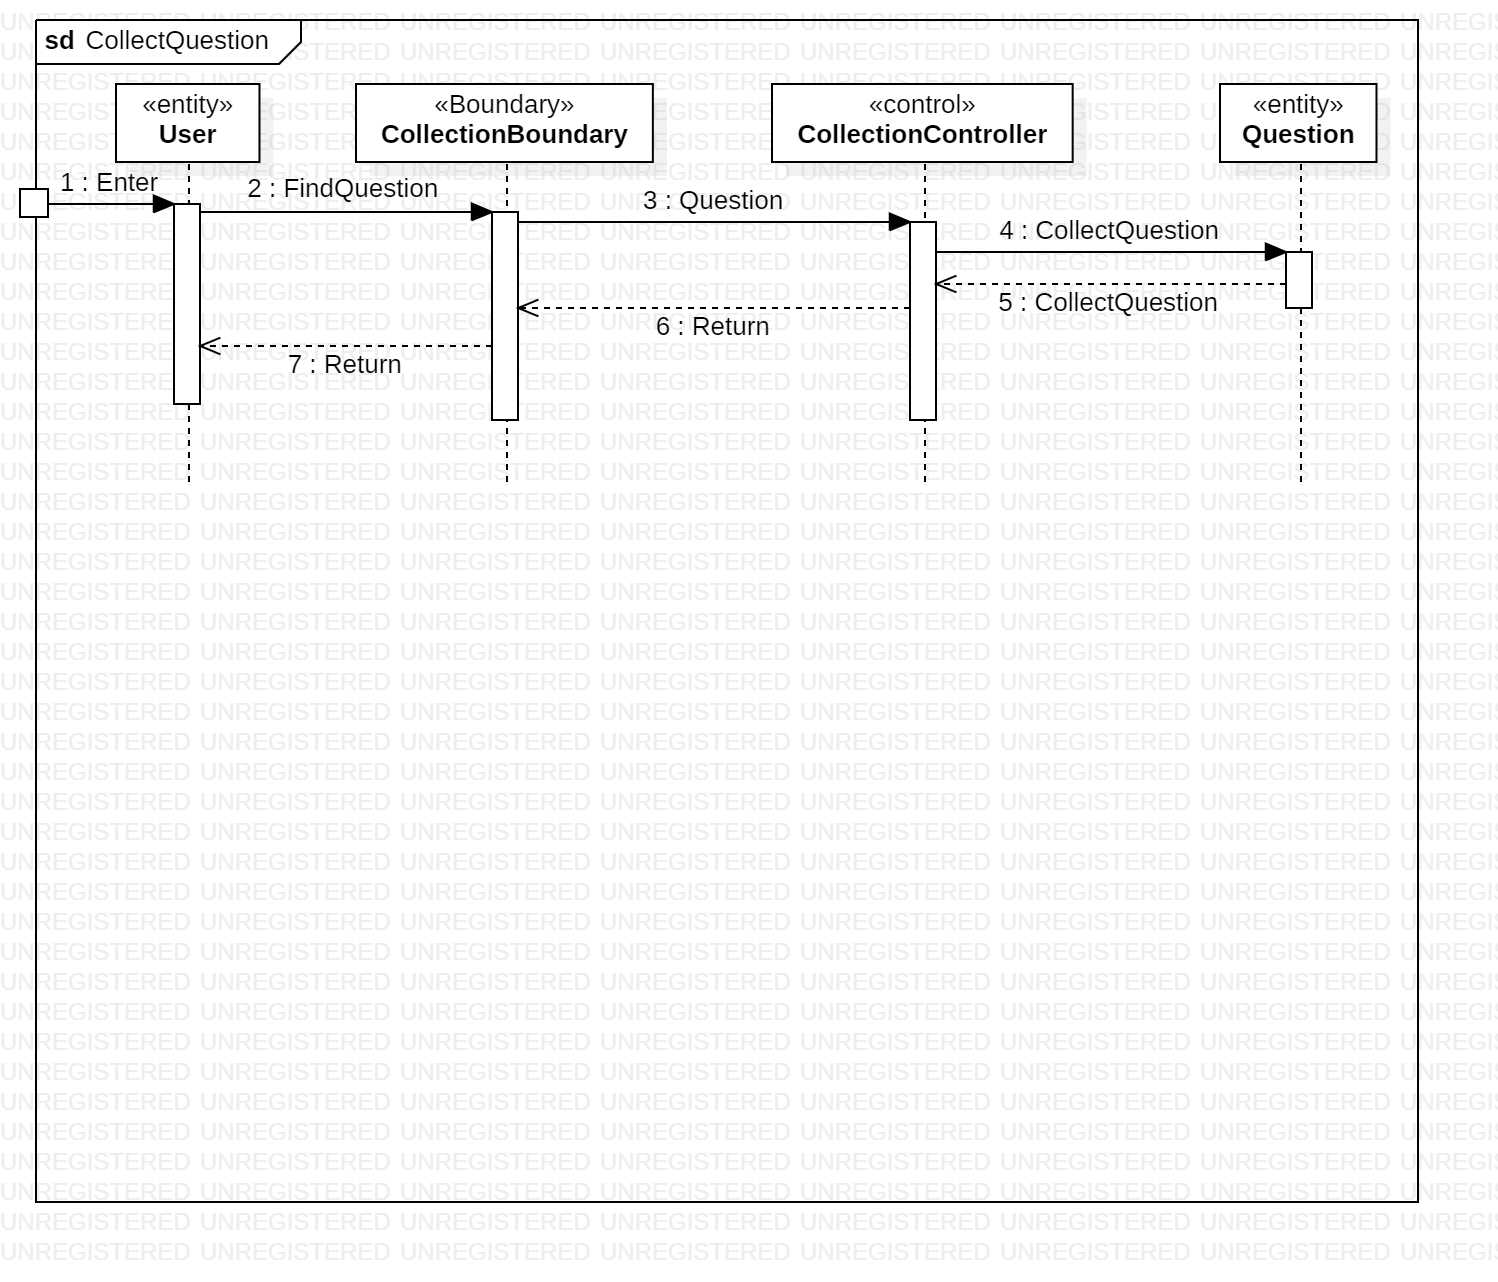 sd CollectQuestion
«entity»
User
«Boundary»
CollectionBoundary
«control»
CollectionController
«entity»
Question
1 : Enter
2 : FindQuestion
3 : Question
4 : CollectQuestion
5 : CollectQuestion
6 : Return
7 : Return
UNREGISTERED